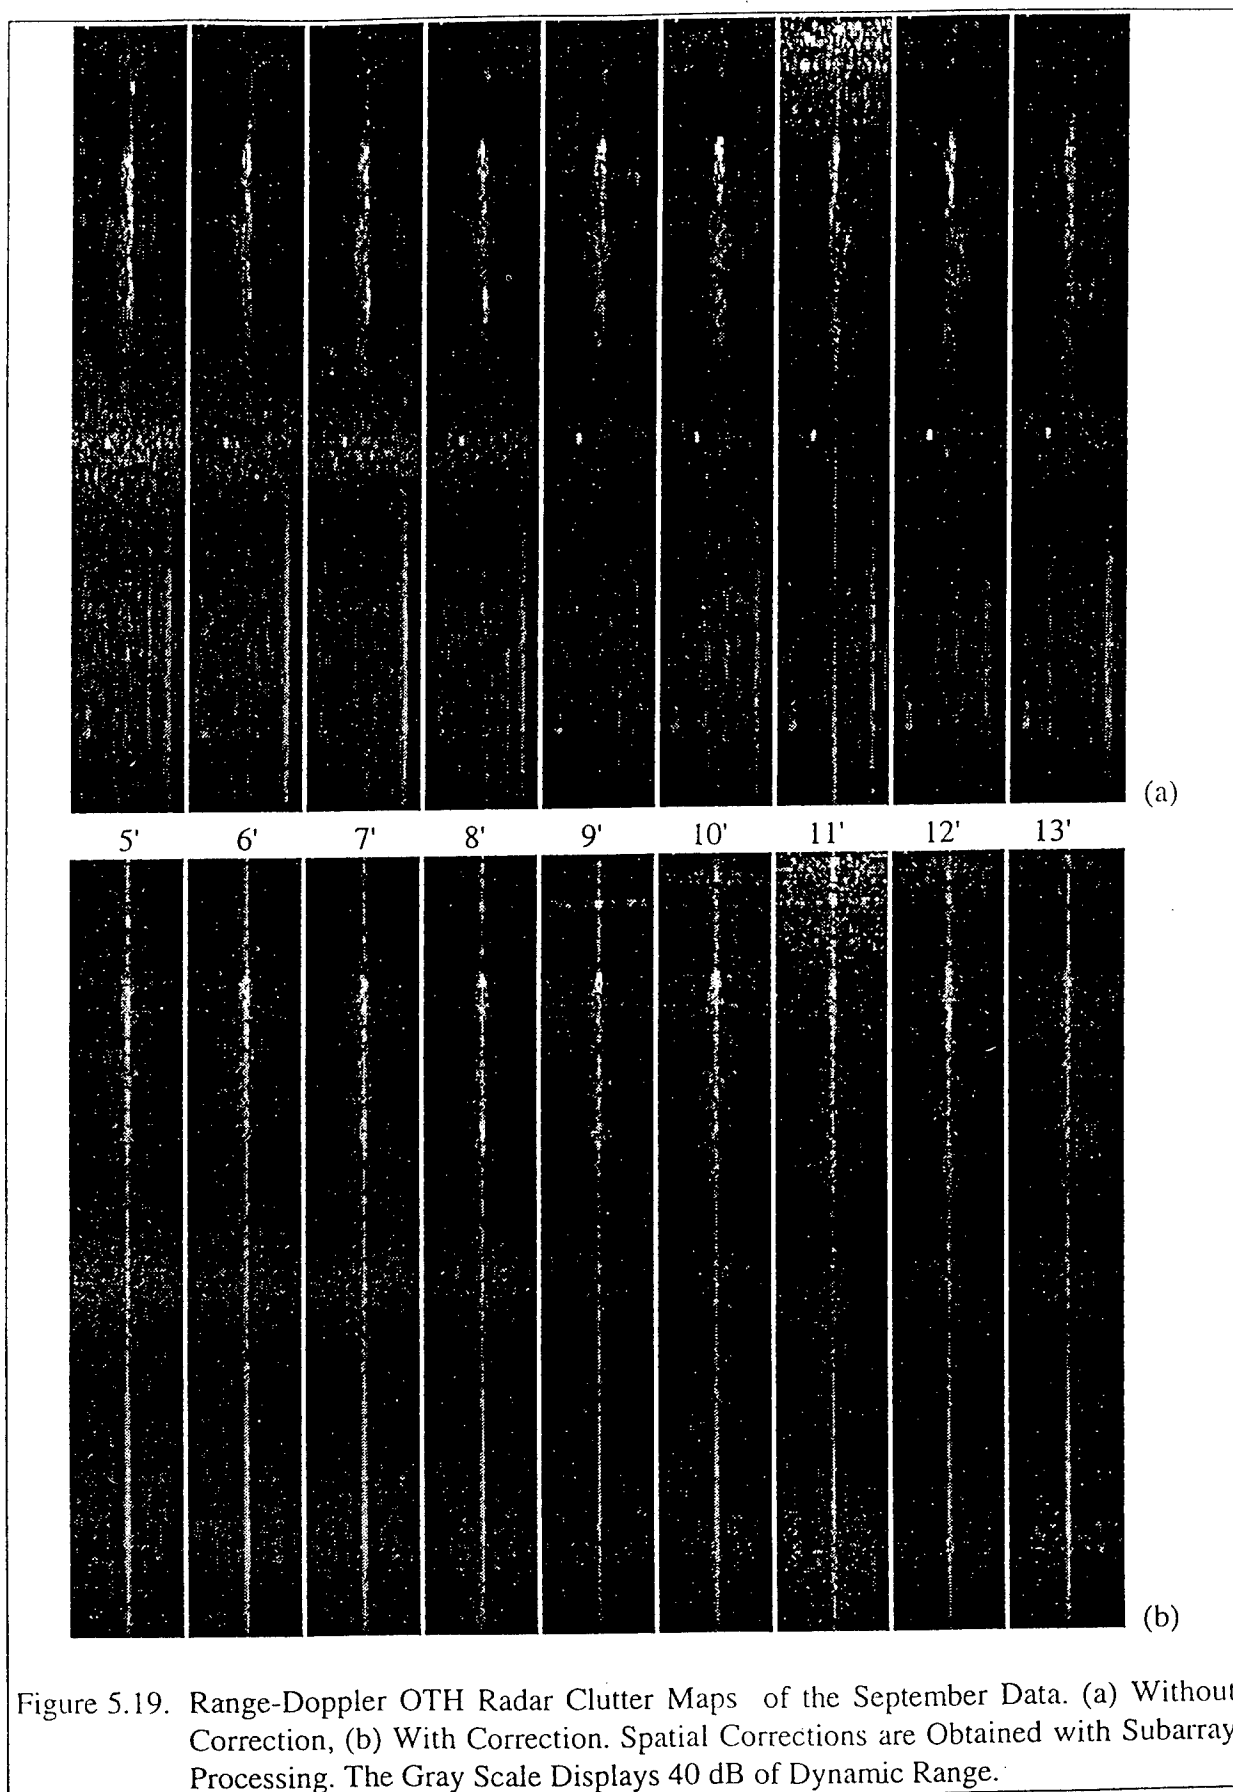 (a)
5' 6' 7' 8' 9' 10' 11' 12' 13'
(b)
Figure 5.19. Range-Doppler OTH Radar Clutter Maps of the September Data. (a) Without
Correction, (b) With Correction. Spatial Corrections are Obtained with Subarray
Processing. The Gray Scale Displays 40 dB of Dynamic Range.